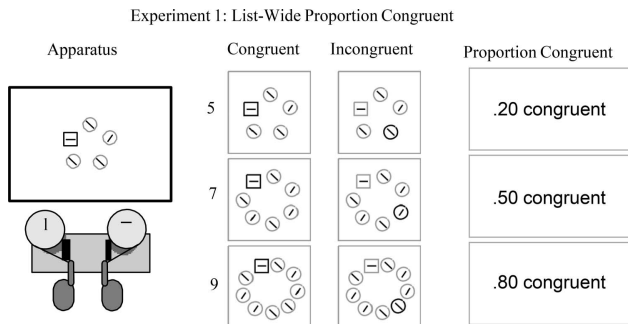 Experiment 1: List-Wide Proportion Congruent
Apparatus
Congruent
Incongruent
Proportion Congruent
5
.20 congruent
7
.50 congruent
9
.80 congruent
1